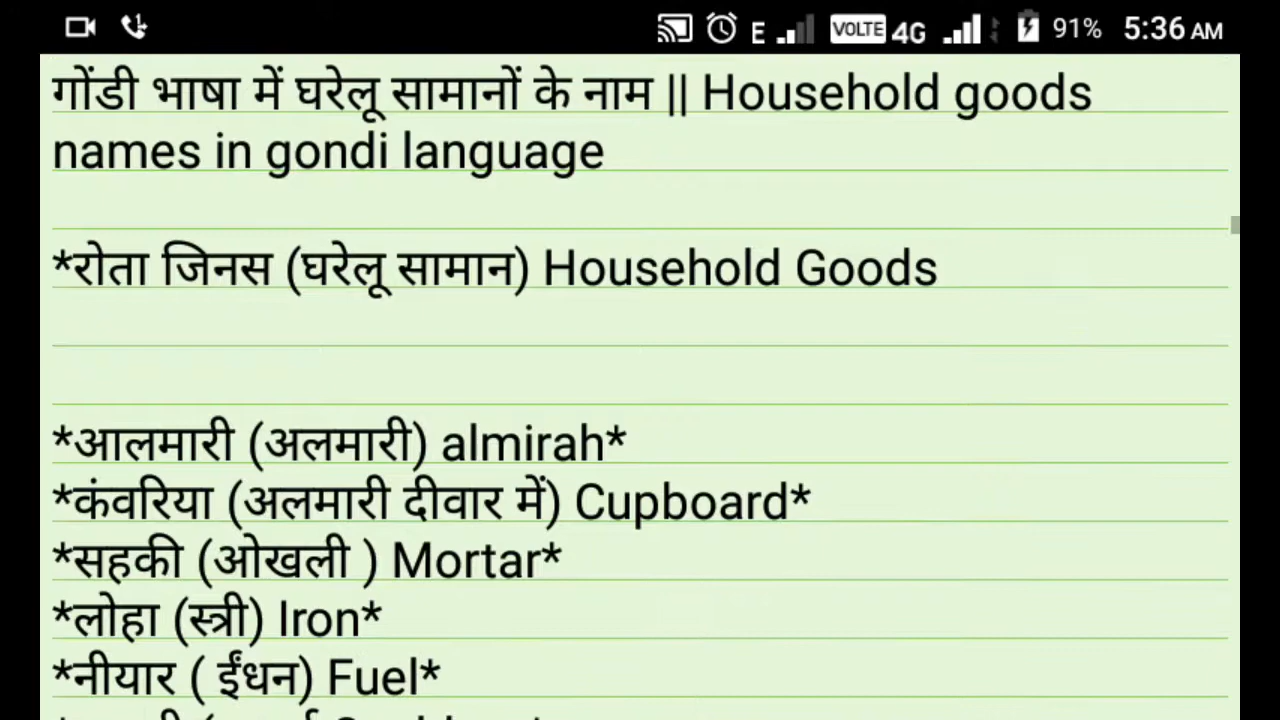 E VOLTE 4G 91% 5:36 AM
गोंडी भाषा में घरेलू सामानों के नाम || Household goods
names in gondi language
*रोता जिनस (घरेलू सामान) Household Goods
*आलमारी (अलमारी) almirah*
*कंवरिया (अलमारी दीवार में) Cupboard*
*सहकी (ओखली ) Mortar*
*लोहा (स्त्री) Iron*
*नीयार ( ईंधन) Fuel*